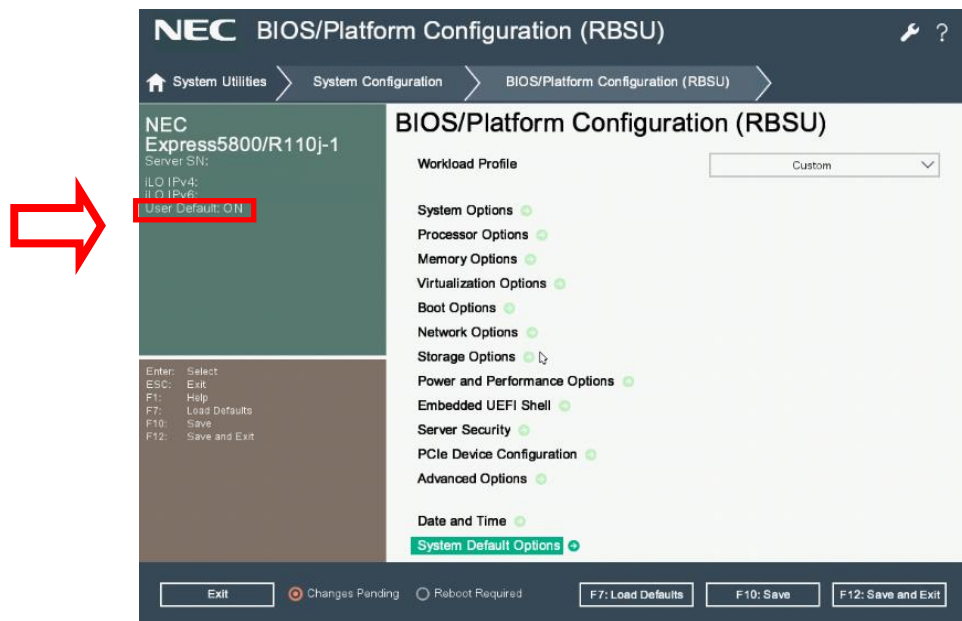 NEC BIOS/Platform Configuration (RBSU)
?
System Utilities
System Configuration
BIOS/Platform Configuration (RBSU)
NEC
Express5800/R110j-1
Server SN:
iLO IPv4:
iLO IPv6:
User Default: ON
Enter: Select
ESC: Exit
F1: Help
F7: Load Defaults
F10: Save
F12: Save and Exit
BIOS/Platform Configuration (RBSU)
Workload Profile
Custom
System Options
Processor Options
Memory Options
Virtualization Options
Boot Options
Network Options
Storage Options
Power and Performance Options
Embedded UEFI Shell
Server Security
PCIe Device Configuration
Advanced Options
Date and Time
System Default Options
Exit
Changes Pending
Reboot Required
F7: Load Defaults
F10: Save
F12: Save and Exit